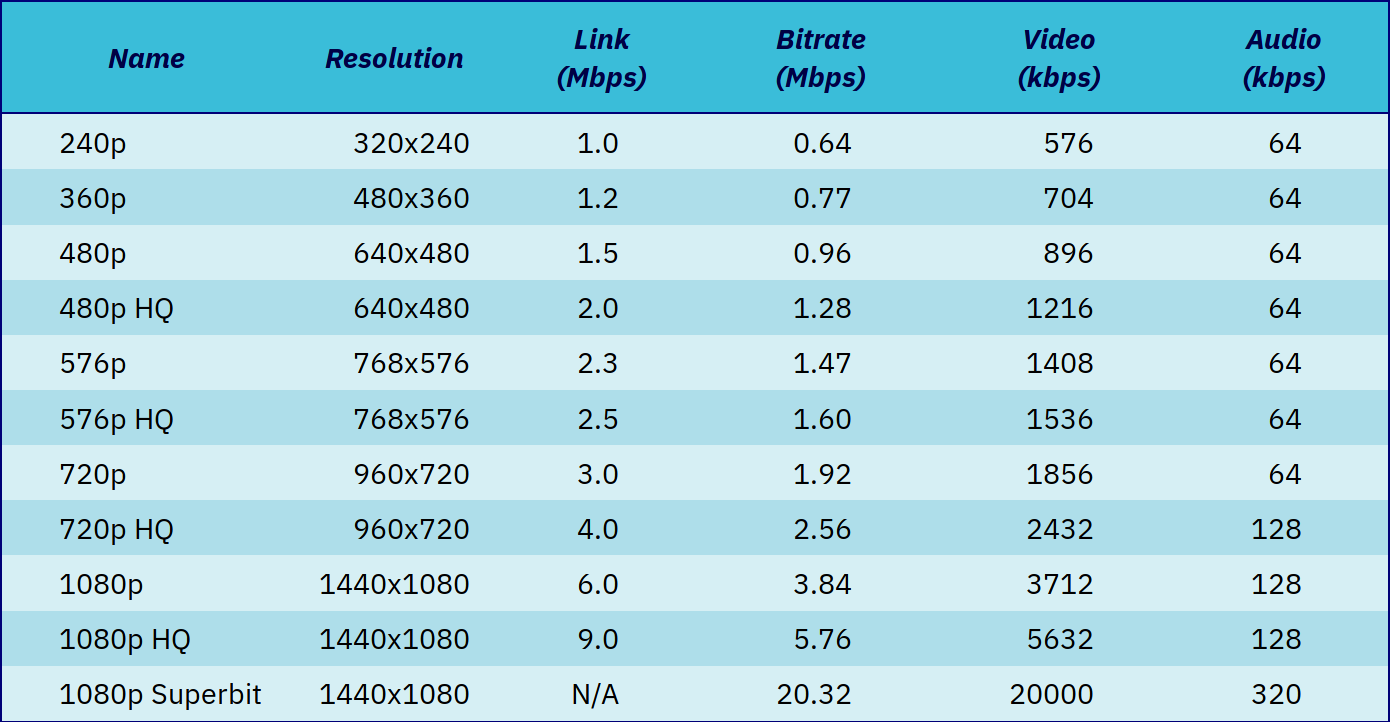 Name Resolution Link (Mbps) Bitrate (Mbps) Video (kbps) Audio (kbps)
240p 320x240 1.0 0.64 576 64
360p 480x360 1.2 0.77 704 64
480p 640x480 1.5 0.96 896 64
480p HQ 640x480 2.0 1.28 1216 64
576p 768x576 2.3 1.47 1408 64
576p HQ 768x576 2.5 1.60 1536 64
720p 960x720 3.0 1.92 1856 64
720p HQ 960x720 4.0 2.56 2432 128
1080p 1440x1080 6.0 3.84 3712 128
1080p HQ 1440x1080 9.0 5.76 5632 128
1080p Superbit 1440x1080 N/A 20.32 20000 320